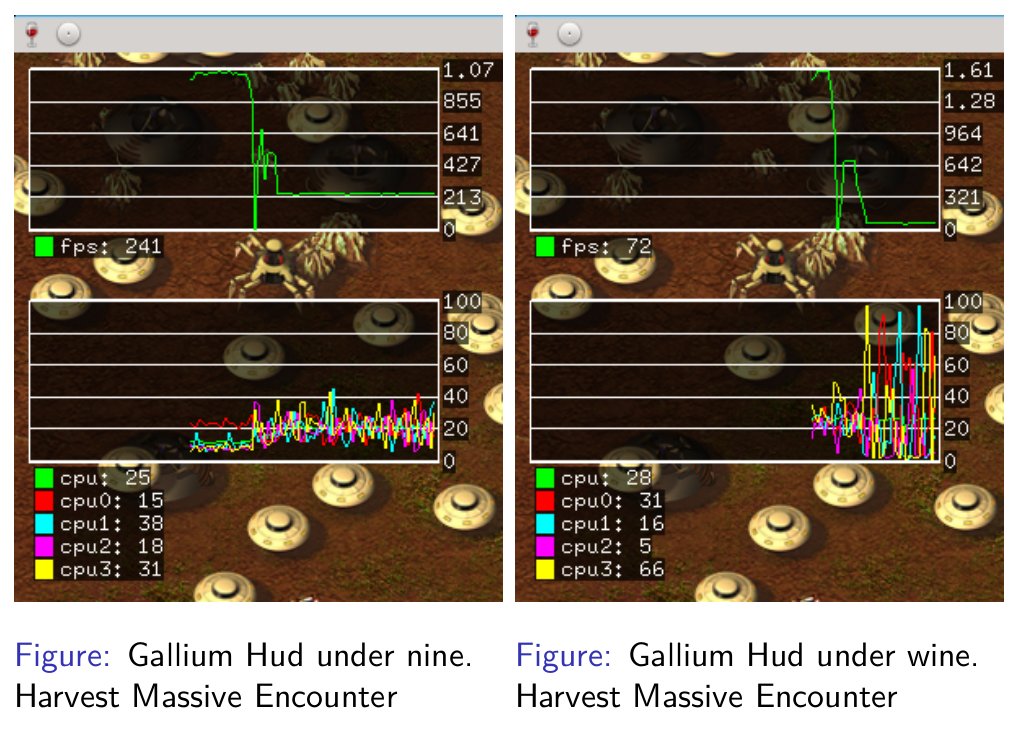 1.07
855
641
427
213
0
fps: 241
100
80
60
40
20
0
cpu: 25
cpu0: 15
cpu1: 38
cpu2: 18
cpu3: 31
Figure: Gallium Hud under nine.
Harvest Massive Encounter
1.61
1.28
964
642
321
0
fps: 72
100
80
60
40
20
0
cpu: 28
cpu0: 31
cpu1: 16
cpu2: 5
cpu3: 66
Figure: Gallium Hud under wine.
Harvest Massive Encounter